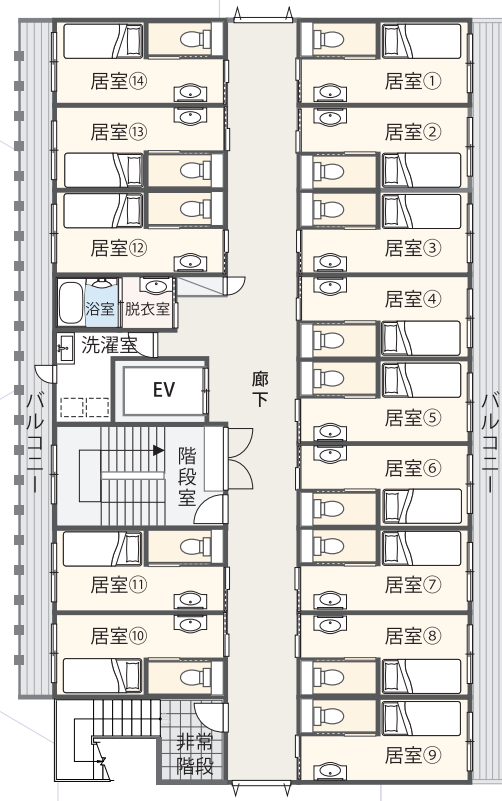 居室⑭
居室①
居室⑬
居室②
居室⑫
居室③
浴室
脱衣室
居室④
洗濯室
EV
廊下
バルコニー
バルコニー
居室⑤
階段室
居室⑥
居室⑪
居室⑦
居室⑩
居室⑧
非常
階段
居室⑨